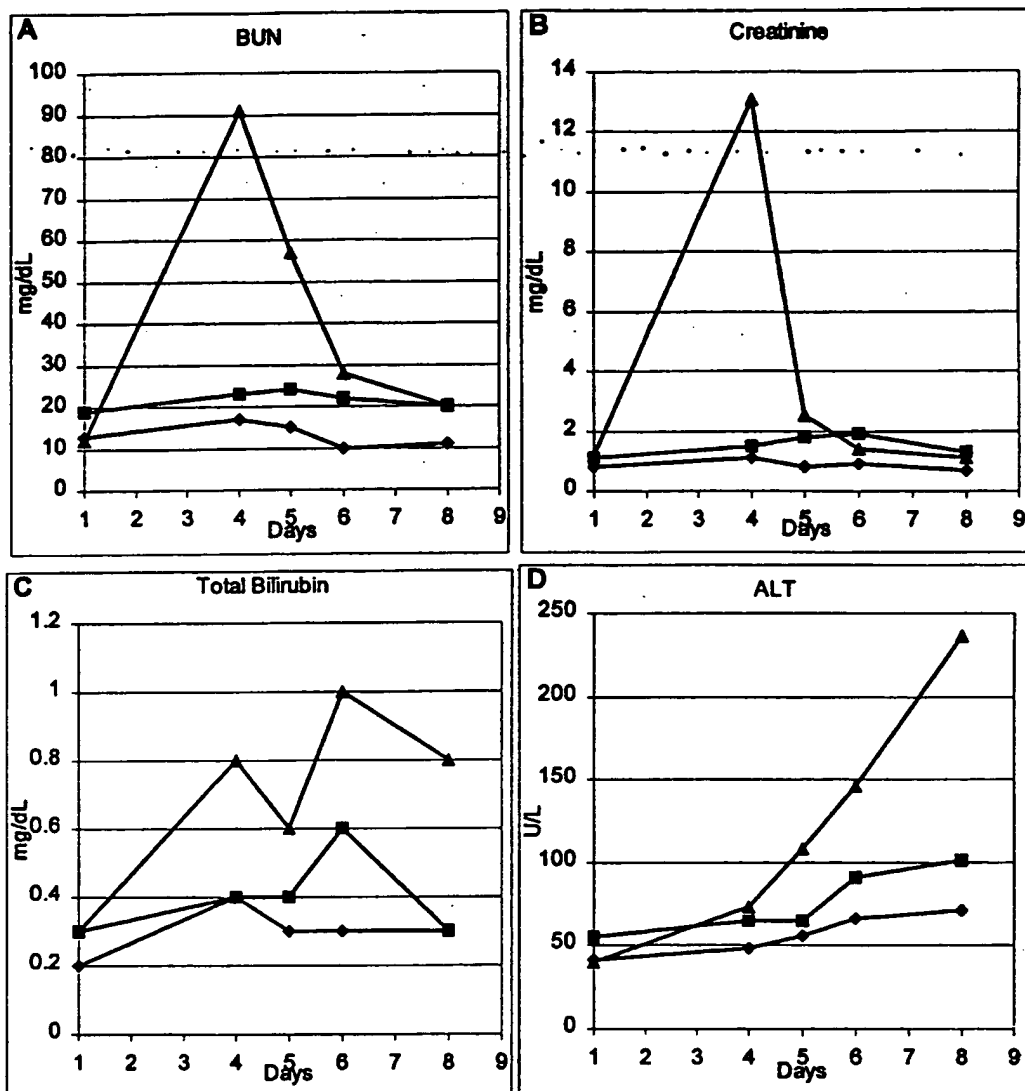 A
BUN
100
90
80
70
60
50
40
30
20
10
0
mg/dL
1 2 3 4 5 6 7 8 9
Days
B
Creatinine
14
12
10
8
6
4
2
0
mg/dL
1 2 3 4 5 6 7 8 9
Days
C
Total Bilirubin
1.2
1
0.8
0.6
0.4
0.2
0
mg/dL
1 2 3 4 5 6 7 8 9
Days
D
ALT
250
200
150
100
50
0
U/L
1 2 3 4 5 6 7 8 9
Days